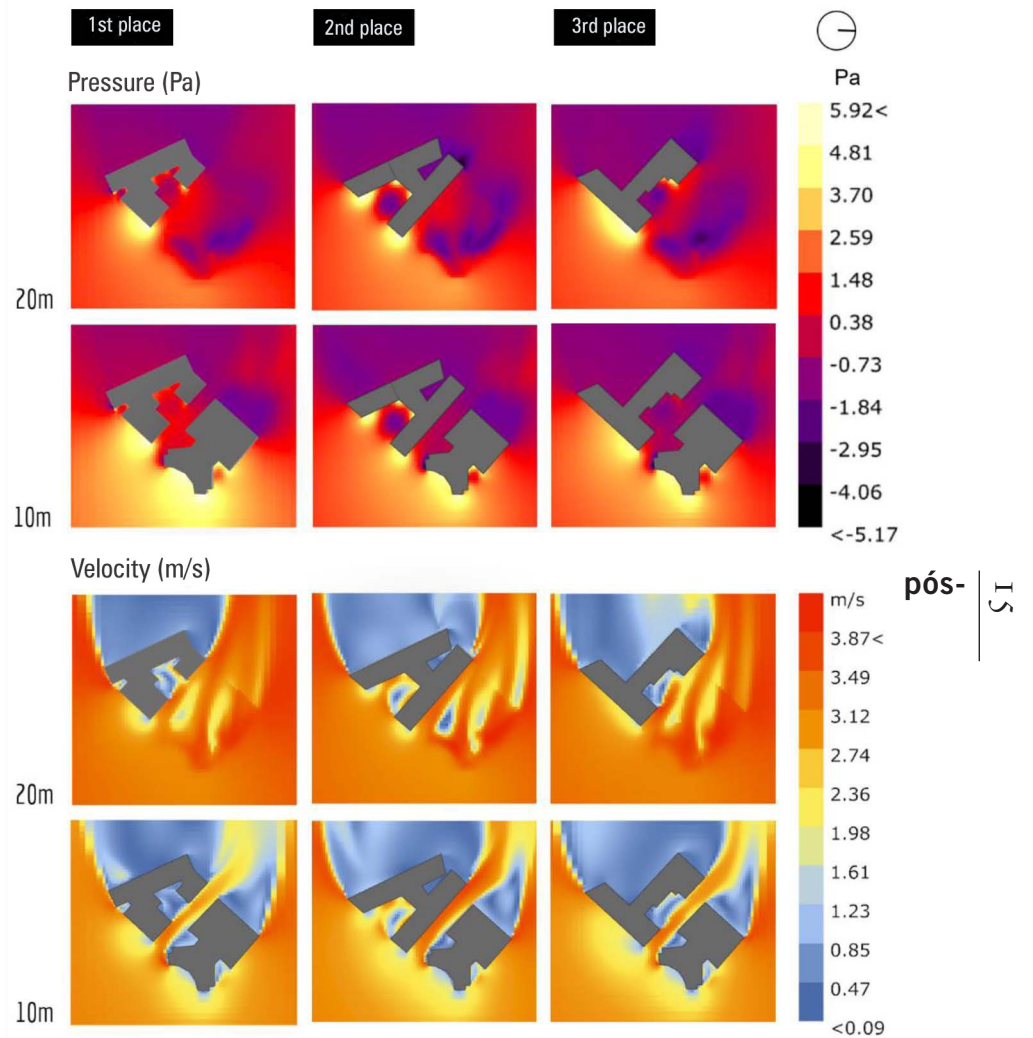 1st place
2nd place
3rd place
Pressure (Pa)
Pa
5.92<
4.81
3.70
2.59
1.48
0.38
-0.73
-1.84
-2.95
-4.06
<-5.17
20m
10m
Velocity (m/s)
m/s
3.87<
3.49
3.12
2.74
2.36
1.98
1.61
1.23
0.85
0.47
<0.09
20m
10m
pós-
15